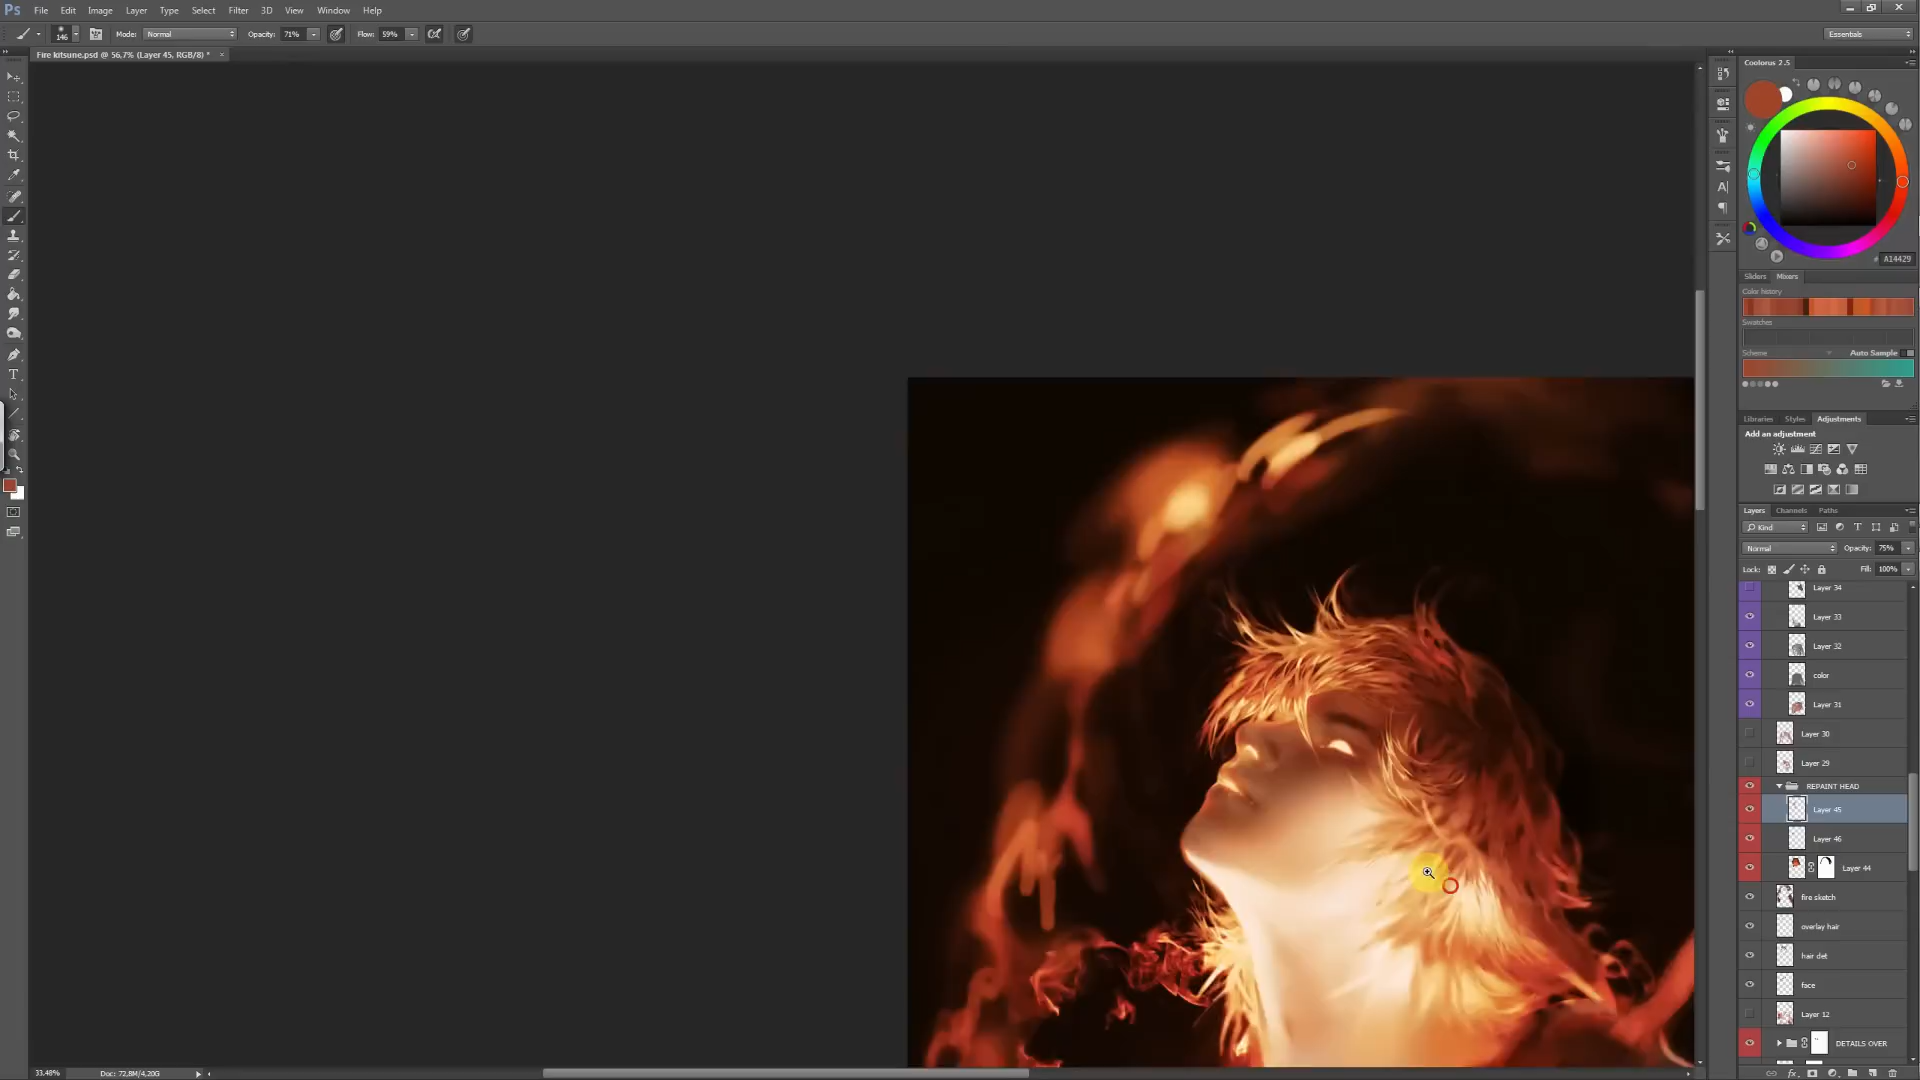 Ps File Edit Image Layer Type Select Filter 3D View Window Help
146 Mode: Normal Opacity: 71% Flow: 59% Essentials
Fire kitsune.psd @ 56,7% (Layer 45, RGB/8) * ×
Coolorus 2.5
A14429
Sliders Mixers
Color history
Swatches
Scheme Auto Sample
Libraries Styles Adjustments
Add an adjustment
Layers Channels Paths
Kind
Normal Opacity: 75%
Lock: Fill: 100%
Layer 34
Layer 33
Layer 32
color
Layer 31
Layer 30
Layer 29
REPAINT HEAD
Layer 45
Layer 46
Layer 44
fire sketch
overlay hair
hair det
face
Layer 12
DETAILS OVER
33,48% Doc: 72,8M/4,20G